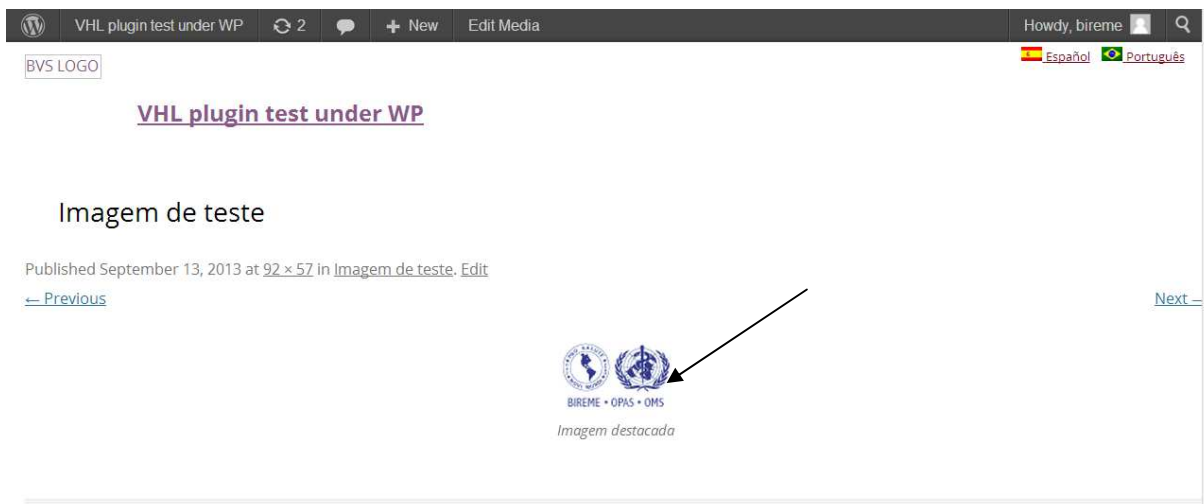 VHL plugin test under WP 2 New Edit Media Howdy, bireme
Español Português
BVS LOGO
VHL plugin test under WP
Imagem de teste
Published September 13, 2013 at 92 × 57 in Imagem de teste. Edit
← Previous Next →
BIREME • OPAS • OMS
Imagem destacada